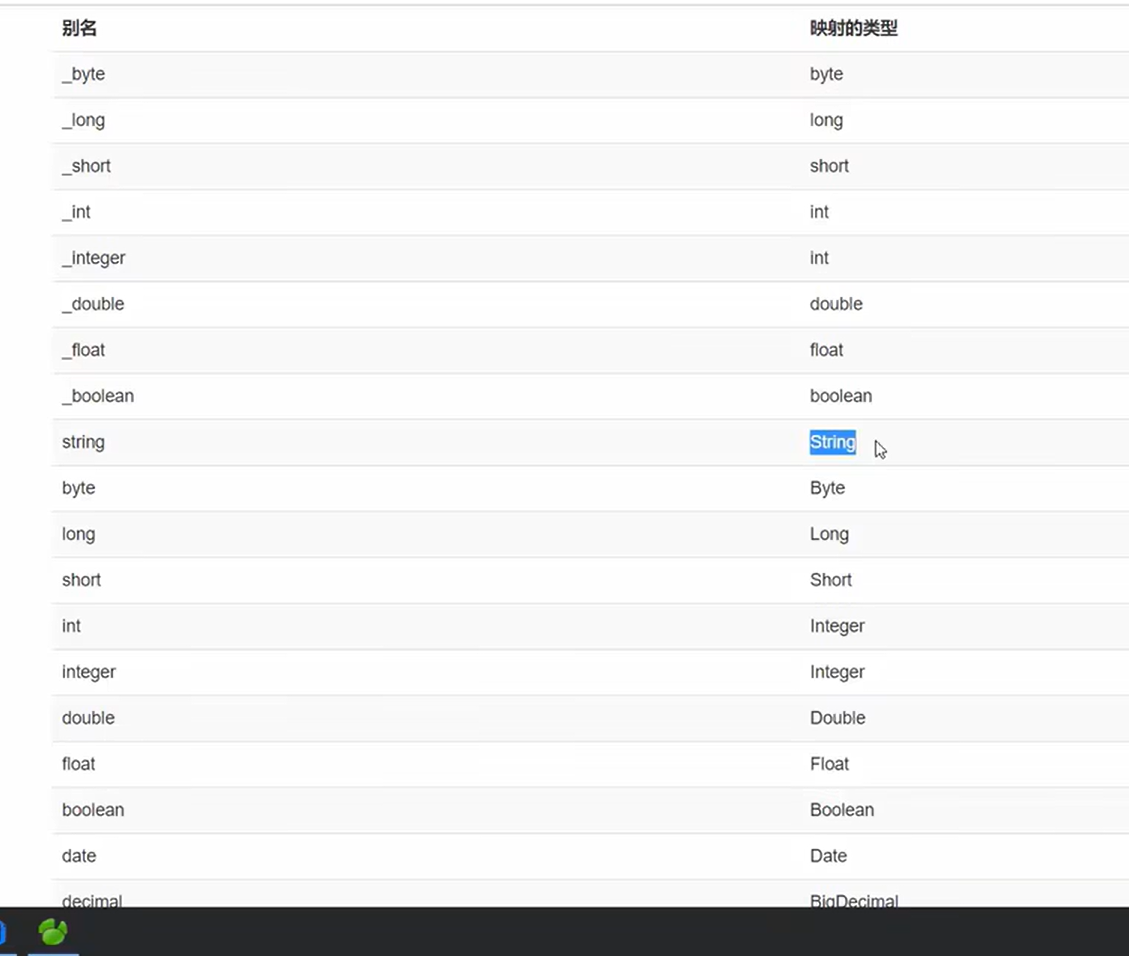 别名 映射的类型
_byte byte
_long long
_short short
_int int
_integer int
_double double
_float float
_boolean boolean
string String
byte Byte
long Long
short Short
int Integer
integer Integer
double Double
float Float
boolean Boolean
date Date
decimal BigDecimal